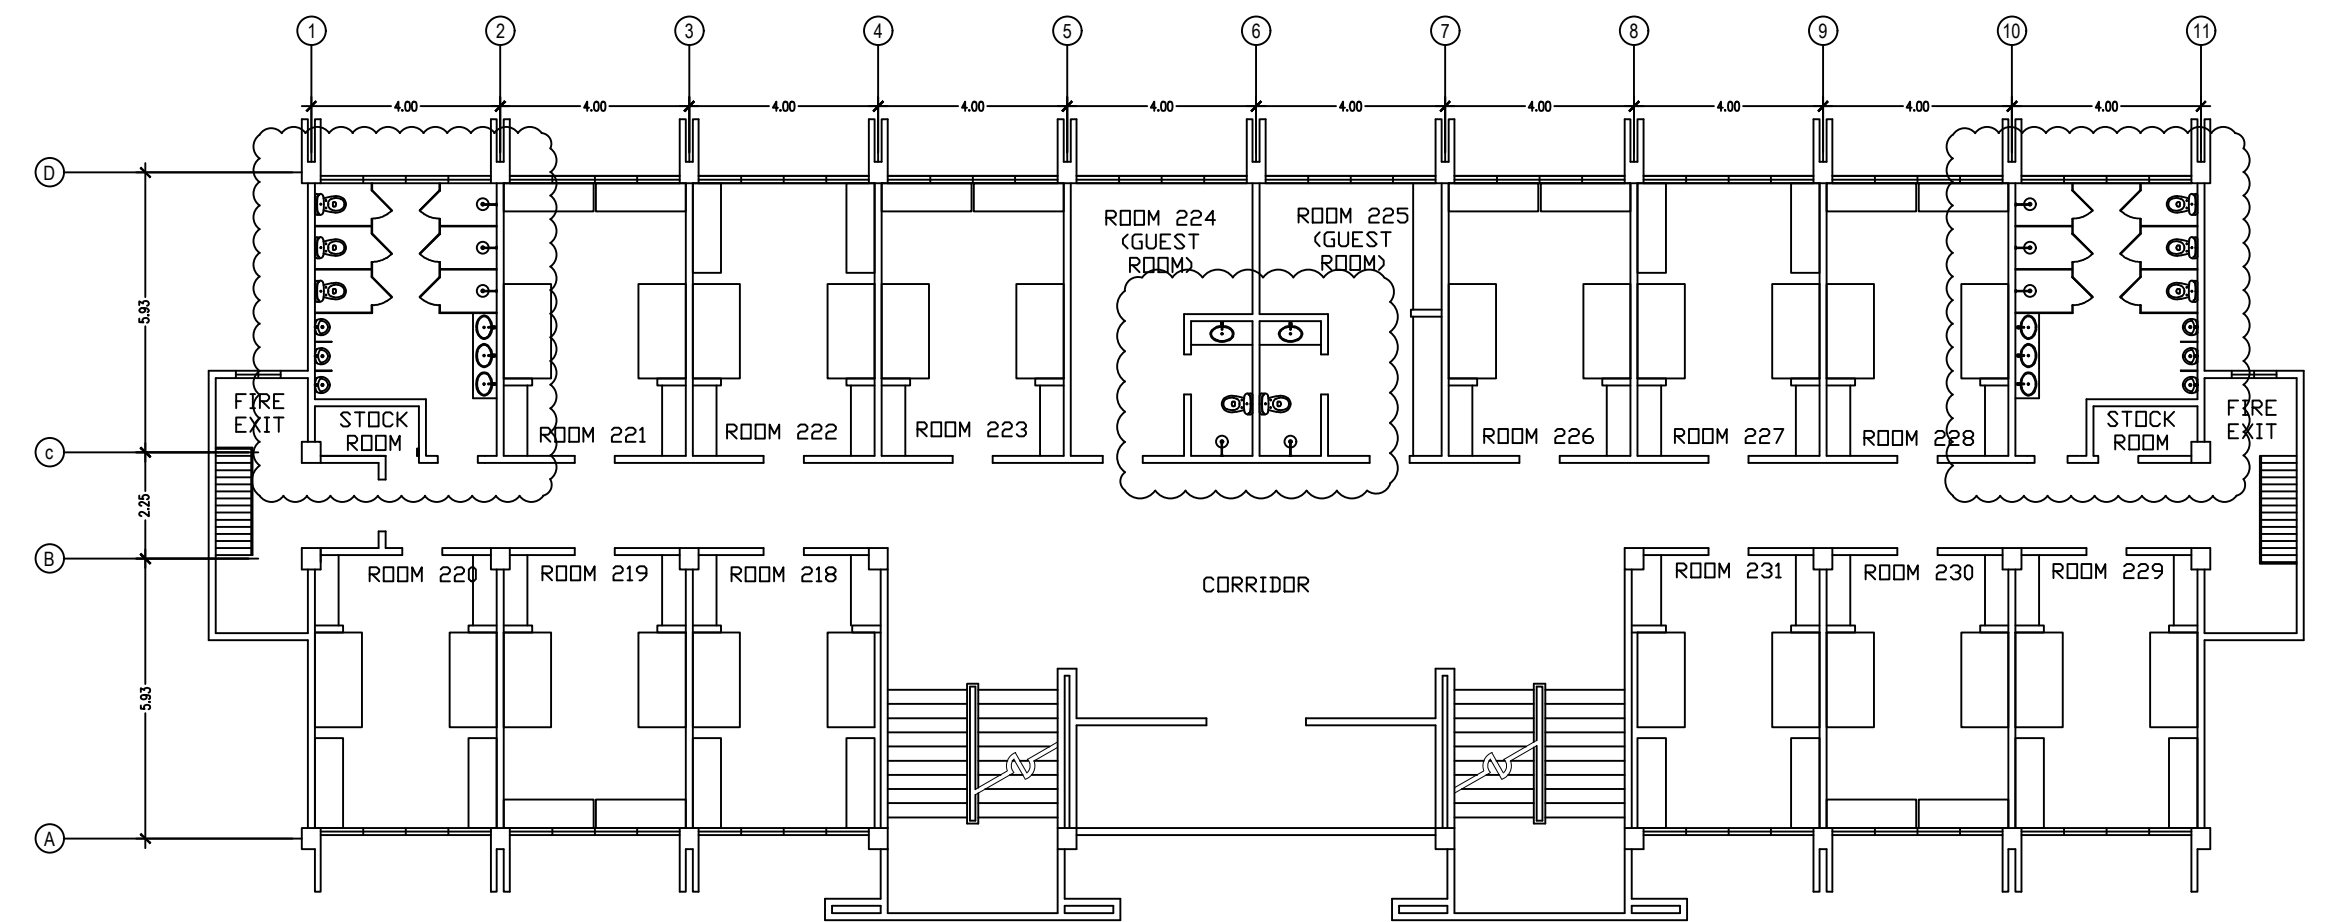 1 2 3 4 5 6 7 8 9 10 11
4.00 4.00 4.00 4.00 4.00 4.00 4.00 4.00 4.00 4.00
D
ROOM 224
(GUEST
ROOM)
ROOM 225
(GUEST
ROOM)
5.93
FIRE
EXIT
STOCK
ROOM
ROOM 221
ROOM 222
ROOM 223
ROOM 226
ROOM 227
ROOM 228
STOCK
ROOM
FIRE
EXIT
c
2.25
B
ROOM 220
ROOM 219
ROOM 218
CORRIDOR
ROOM 231
ROOM 230
ROOM 229
5.93
A